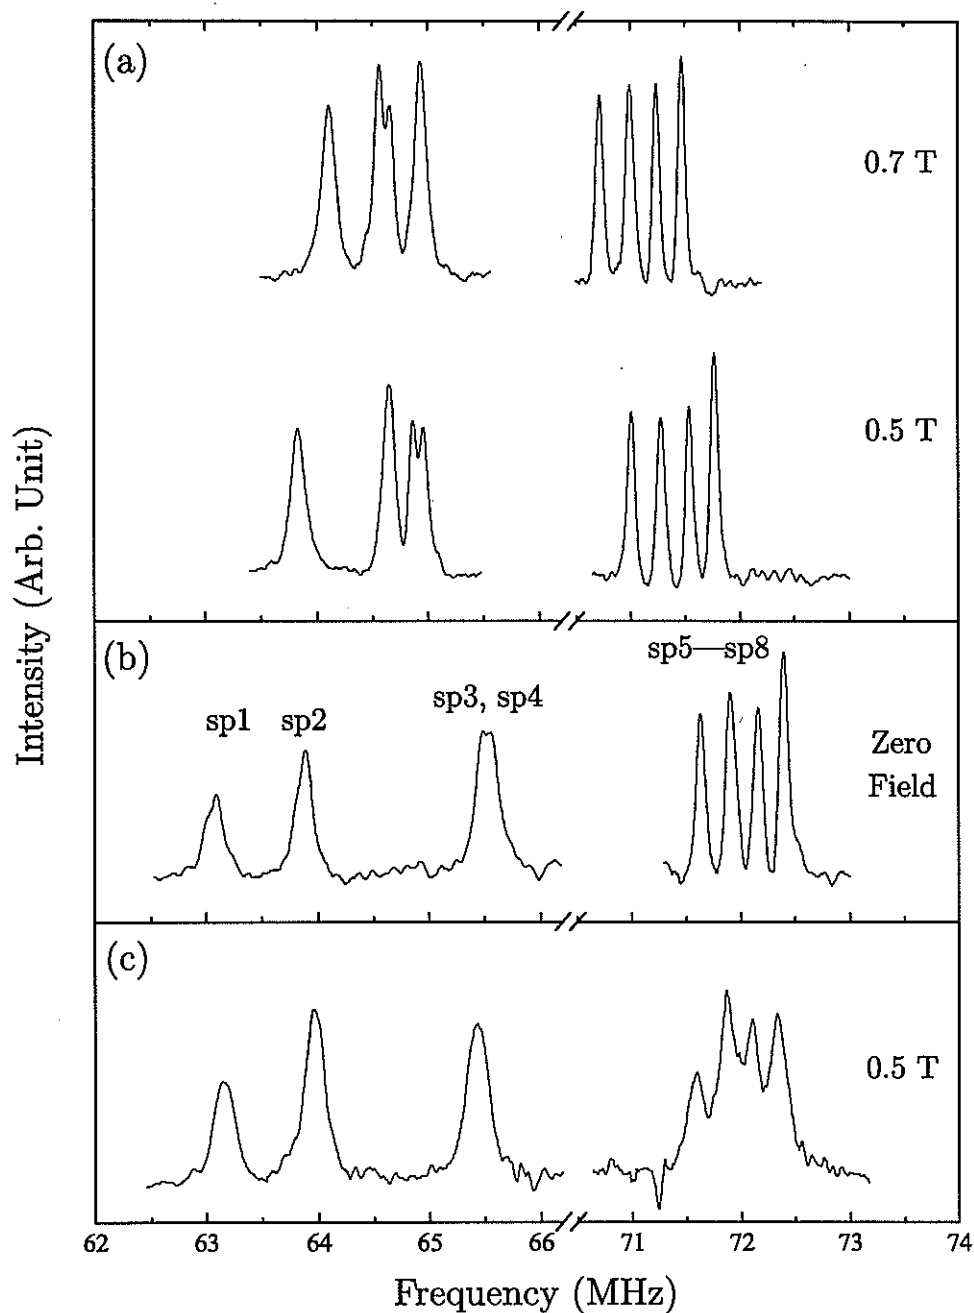 (a)
0.7 T
0.5 T
(b)
sp5—sp8
sp1
sp2
sp3, sp4
Zero
Field
(c)
0.5 T
Intensity (Arb. Unit)
62 63 64 65 66 71 72 73 74
Frequency (MHz)